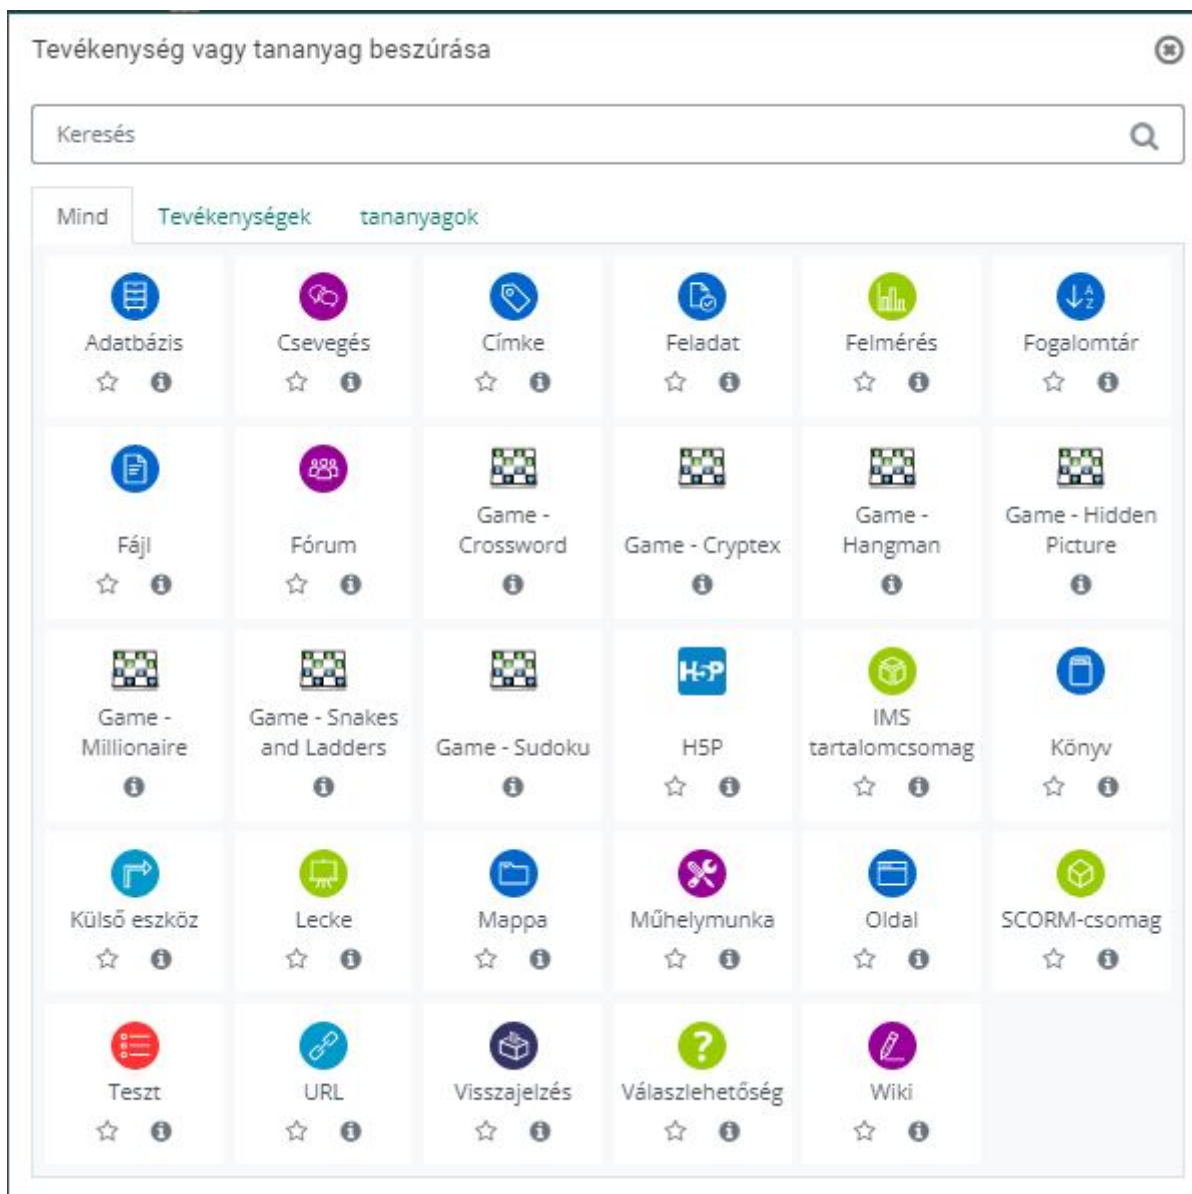 Tevékenység vagy tananyag beszúrása
Keresés
Mind Tevékenységek tananyagok
Adatbázis Csevegés Címke Feladat Felmérés Fogalomtár
Fájl Fórum Game - Crossword Game - Cryptex Game - Hangman Game - Hidden Picture
Game - Millionaire Game - Snakes and Ladders Game - Sudoku H5P IMS tartalomcsomag Könyv
Külső eszköz Lecke Mappa Műhelymunka Oldal SCORM-csomag
Teszt URL Visszajelzés Válaszlehetőség Wiki